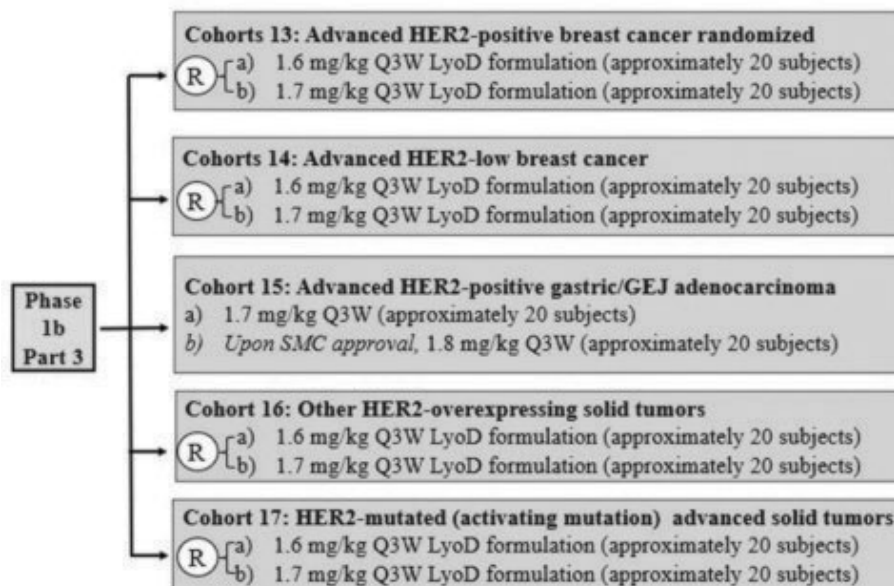 Cohorts 13: Advanced HER2-positive breast cancer randomized
R
a) 1.6 mg/kg Q3W LyoD formulation (approximately 20 subjects)
b) 1.7 mg/kg Q3W LyoD formulation (approximately 20 subjects)
Cohorts 14: Advanced HER2-low breast cancer
R
a) 1.6 mg/kg Q3W LyoD formulation (approximately 20 subjects)
b) 1.7 mg/kg Q3W LyoD formulation (approximately 20 subjects)
Phase
1b
Part 3
Cohort 15: Advanced HER2-positive gastric/GEJ adenocarcinoma
a) 1.7 mg/kg Q3W (approximately 20 subjects)
b) Upon SMC approval, 1.8 mg/kg Q3W (approximately 20 subjects)
Cohort 16: Other HER2-overexpressing solid tumors
R
a) 1.6 mg/kg Q3W LyoD formulation (approximately 20 subjects)
b) 1.7 mg/kg Q3W LyoD formulation (approximately 20 subjects)
Cohort 17: HER2-mutated (activating mutation) advanced solid tumors
R
a) 1.6 mg/kg Q3W LyoD formulation (approximately 20 subjects)
b) 1.7 mg/kg Q3W LyoD formulation (approximately 20 subjects)